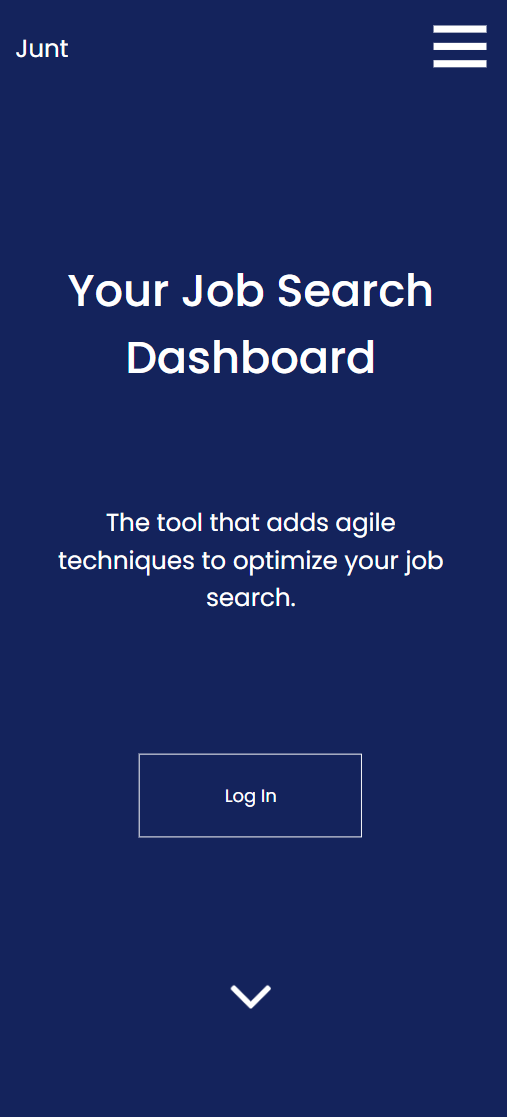 Junt
Your Job Search
Dashboard
The tool that adds agile
techniques to optimize your job
search.
Log In